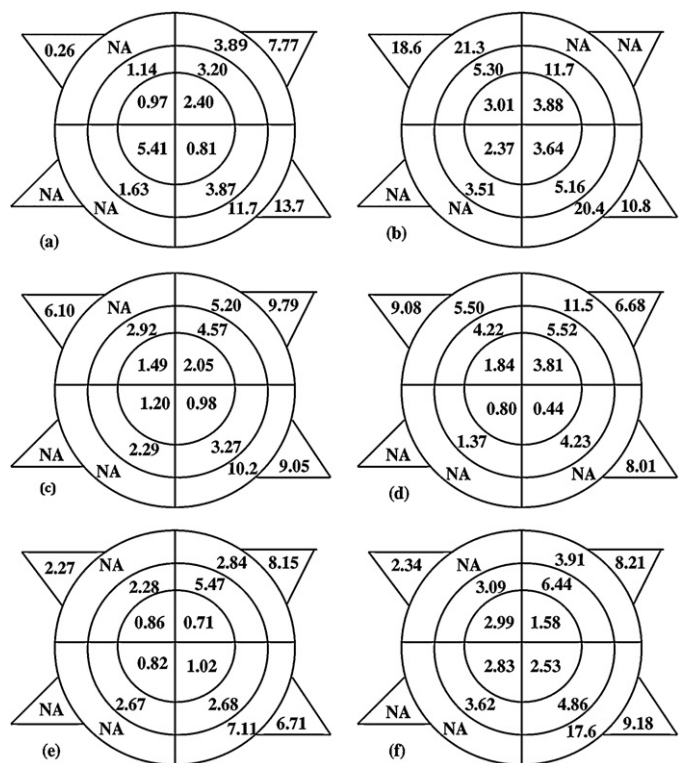 0.26 NA 3.89 7.77
1.14 3.20
0.97 2.40
5.41 0.81
NA 1.63 3.87
NA 11.7 13.7
(a)
18.6 21.3 NA NA
5.30 11.7
3.01 3.88
2.37 3.64
NA 3.51 5.16
NA 20.4 10.8
(b)
6.10 NA 5.20 9.79
2.92 4.57
1.49 2.05
1.20 0.98
NA 2.29 3.27
NA 10.2 9.05
(c)
9.08 5.50 11.5 6.68
4.22 5.52
1.84 3.81
0.80 0.44
NA 1.37 4.23
NA NA 8.01
(d)
2.27 NA 2.84 8.15
2.28 5.47
0.86 0.71
0.82 1.02
NA 2.67 2.68
NA 7.11 6.71
(e)
2.34 NA 3.91 8.21
3.09 6.44
2.99 1.58
2.83 2.53
NA 3.62 4.86
NA 17.6 9.18
(f)